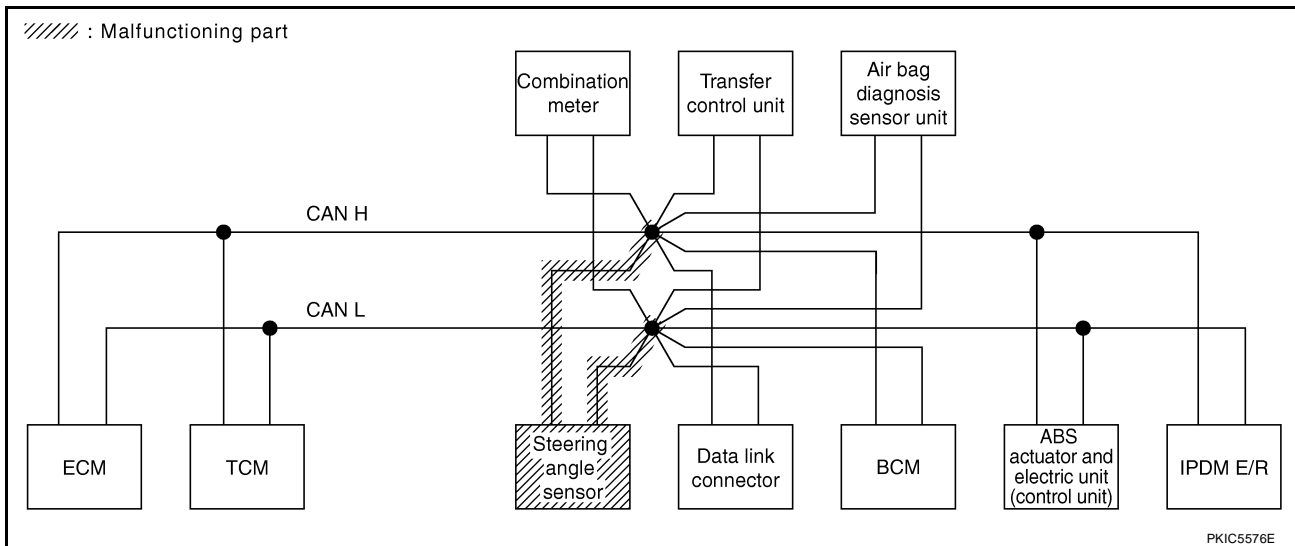 : Malfunctioning part
Combination
meter
Transfer
control unit
Air bag
diagnosis
sensor unit
CAN H
CAN L
ECM
TCM
Steering
angle
sensor
Data link
connector
BCM
ABS
actuator and
electric unit
(control unit)
IPDM E/R
PKIC5576E